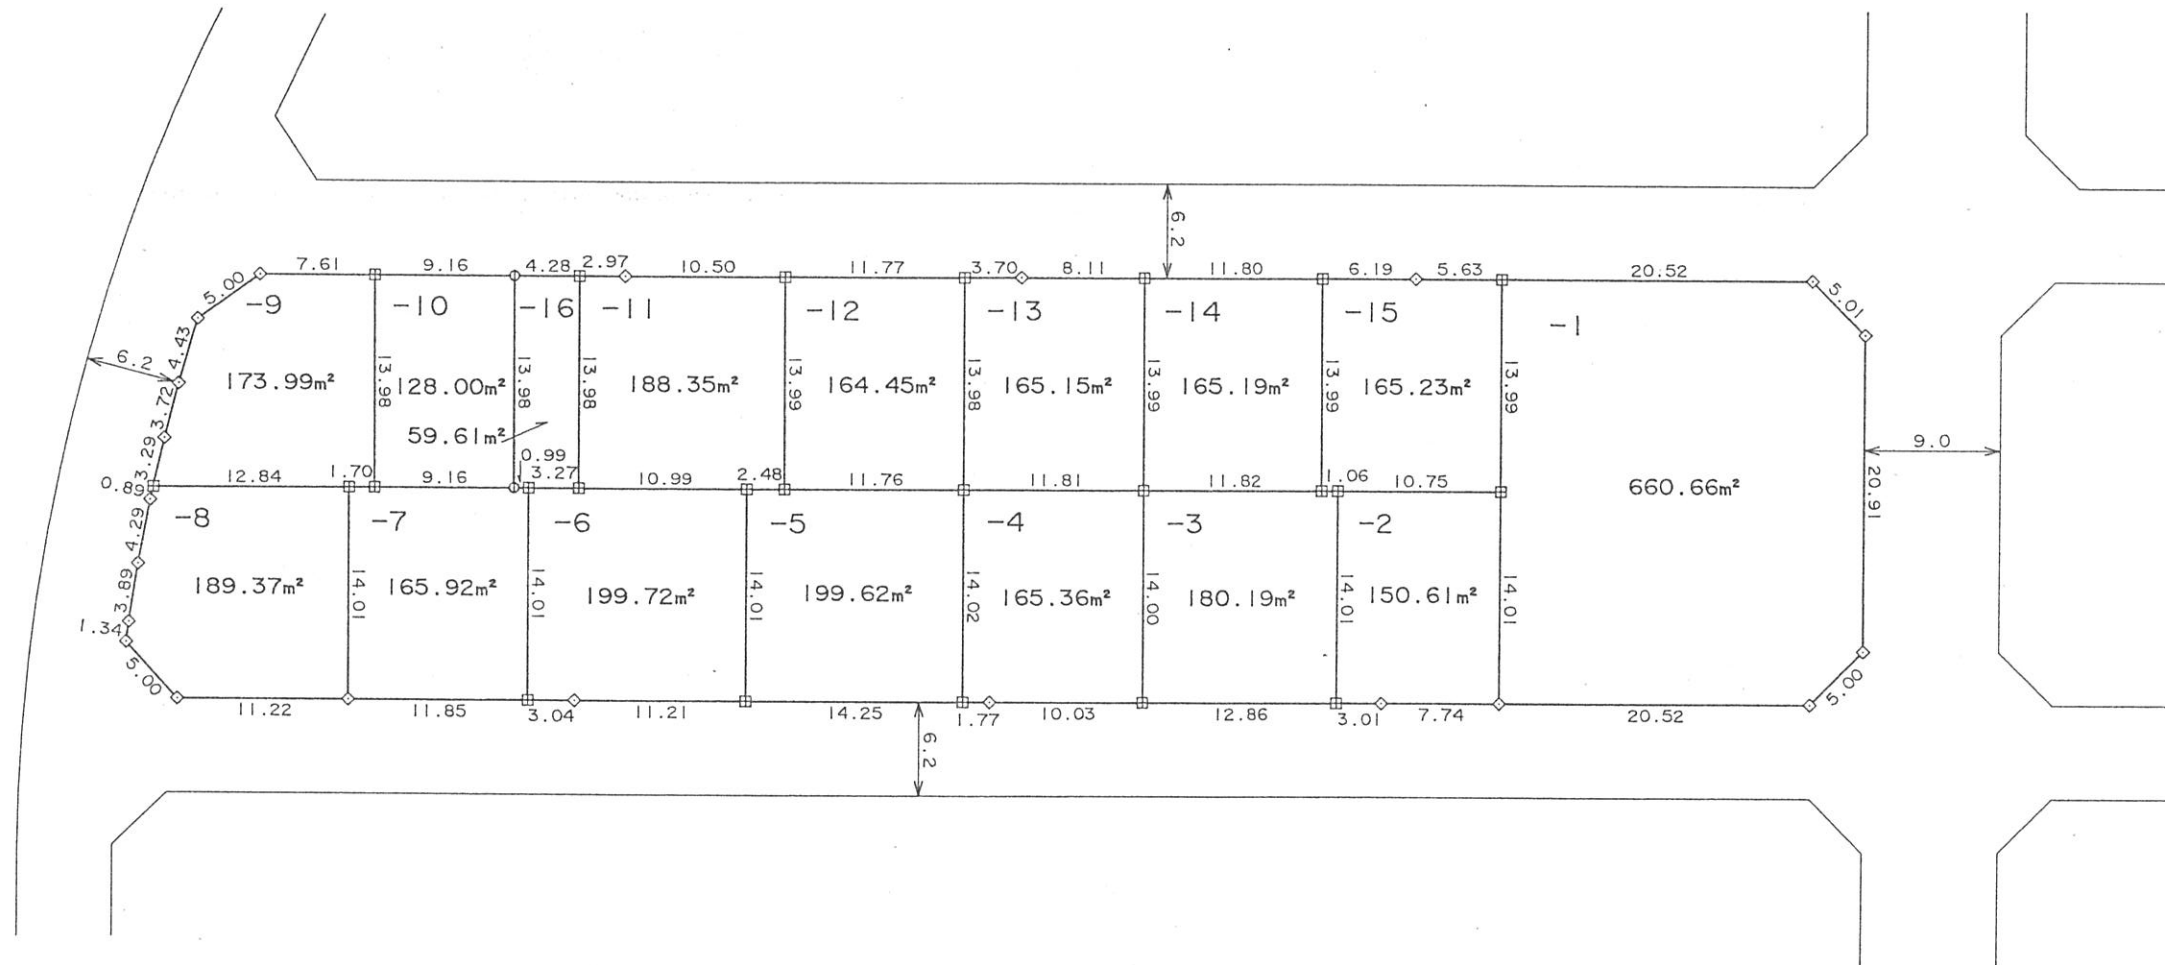 6.2
7.61 9.16 4.28 2.97 10.50 11.77 3.70 8.11 11.80 6.19 5.63 20.52
5.00 5.01
-9 -10 -16 -11 -12 -13 -14 -15 -1
4.43
6.2
173.99m² 13.98 128.00m² 13.98 13.98 188.35m² 13.99 164.45m² 13.98 165.15m² 13.99 165.19m² 13.99 165.23m² 13.99
3.72
59.61m²
9.0
3.29 0.99
0.89 12.84 1.70 9.16 3.27 10.99 2.48 11.76 11.81 11.82 1.06 10.75
660.66m² 20.91
-8 -7 -6 -5 -4 -3 -2
4.29
189.37m² 14.01 165.92m² 14.01 199.72m² 14.01 199.62m² 14.02 165.36m² 14.00 180.19m² 14.01 150.61m² 14.01
3.89
1.34
5.00 5.00
11.22 11.85 3.04 11.21 14.25 1.77 10.03 12.86 3.01 7.74 20.52
6.2